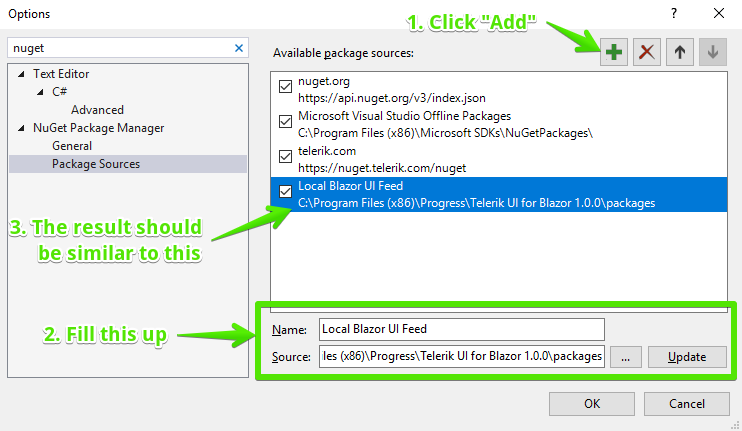 Options
1. Click "Add"
nuget
Available package sources:
Text Editor
C#
Advanced
NuGet Package Manager
General
Package Sources
nuget.org
https://api.nuget.org/v3/index.json
Microsoft Visual Studio Offline Packages
C:\Program Files (x86)\Microsoft SDKs\NuGetPackages\
telerik.com
https://nuget.telerik.com/nuget
Local Blazor UI Feed
C:\Program Files (x86)\Progress\Telerik UI for Blazor 1.0.0\packages
3. The result should
be similar to this
2. Fill this up
Name: Local Blazor UI Feed
Source: iles (x86)\Progress\Telerik UI for Blazor 1.0.0\packages ... Update
OK Cancel